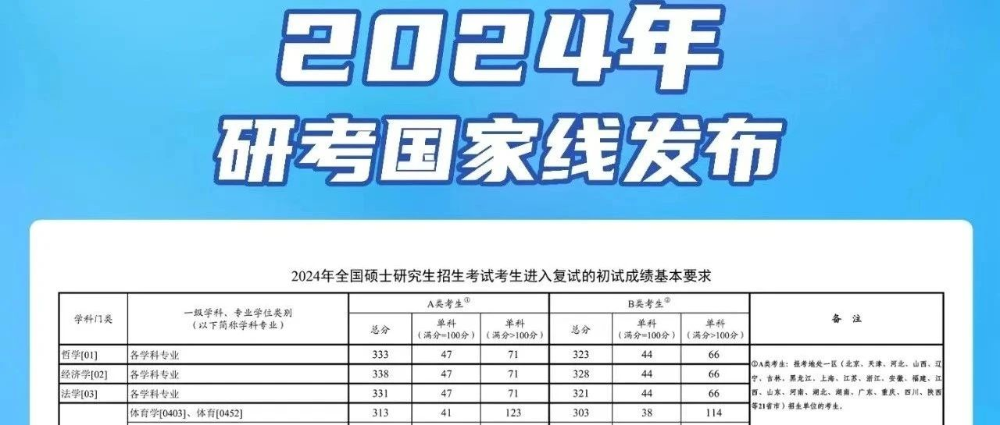 2024年
研考国家线发布
2024年全国硕士研究生招生考试考生进入复试的初试成绩基本要求
学科门类 一级学科、专业学位类别 A类考生① B类考生② 备 注
(以下简称学科专业) 总分 单科 单科 总分 单科 单科
(满分=100分) (满分>100分) (满分=100分) (满分>100分)
哲学[01] 各学科专业 333 47 71 323 44 66
经济学[02] 各学科专业 338 47 71 328 44 66
法学[03] 各学科专业 331 47 71 321 44 66
体育学[0403]、体育[0452] 313 41 123 303 38 114
①A类考生：报考地处一区（北京、天津、河北、山西、辽
宁、吉林、黑龙江、上海、江苏、浙江、安徽、福建、江
西、山东、河南、湖北、湖南、广东、重庆、四川、陕西
等21省市）招生单位的考生。